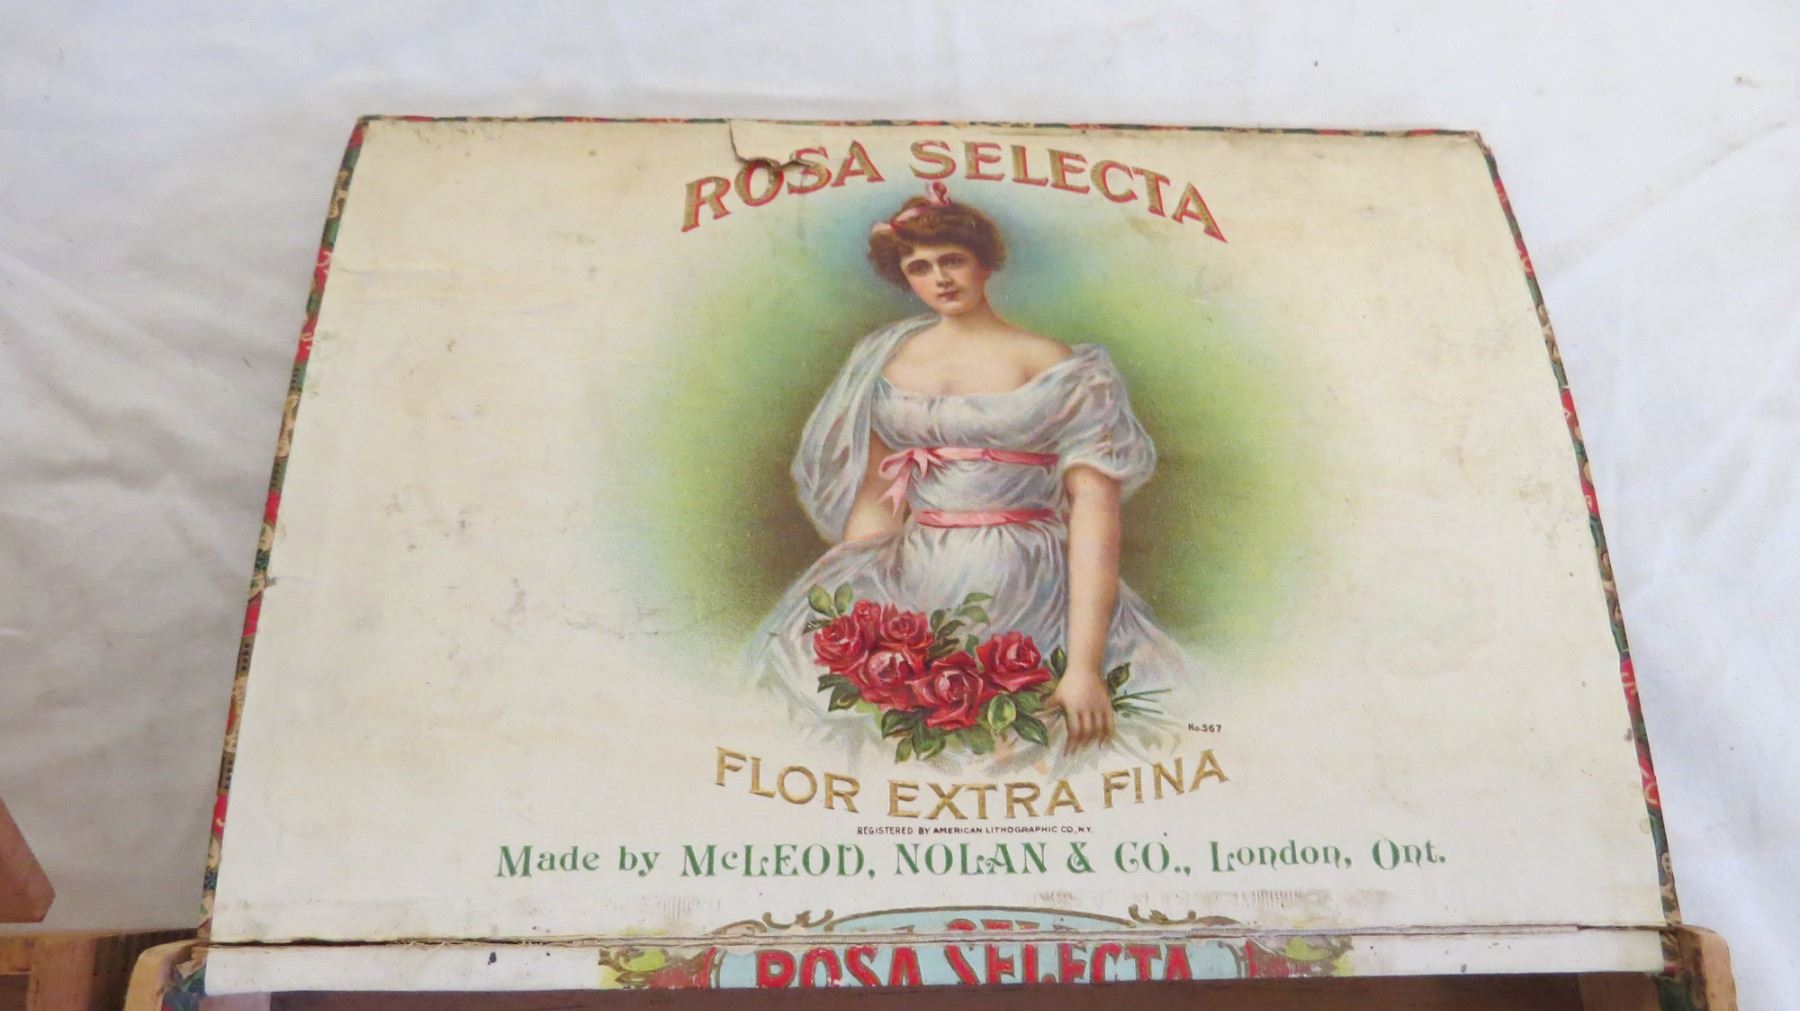 ROSA SELECTA
No.567
FLOR EXTRA FINA
REGISTERED BY AMERICAN LITHOGRAPHIC CO., N.Y.
Made by McLEOD, NOLAN & CO., London, Ont.
ROSA SELECTA